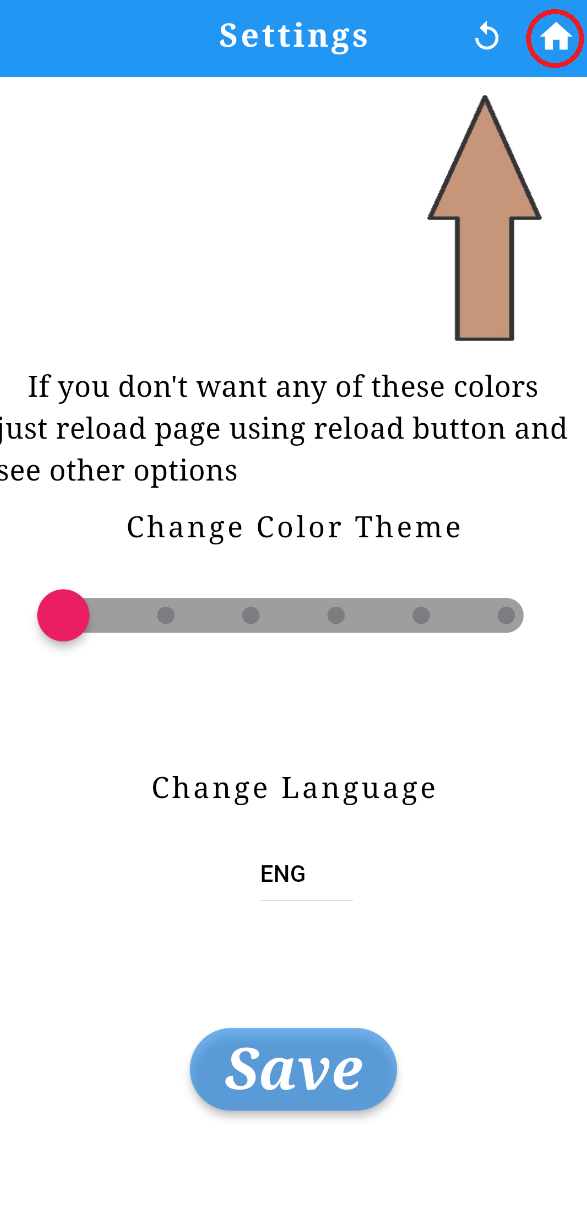 Settings
If you don't want any of these colors
just reload page using reload button and
see other options
Change Color Theme
Change Language
ENG
Save